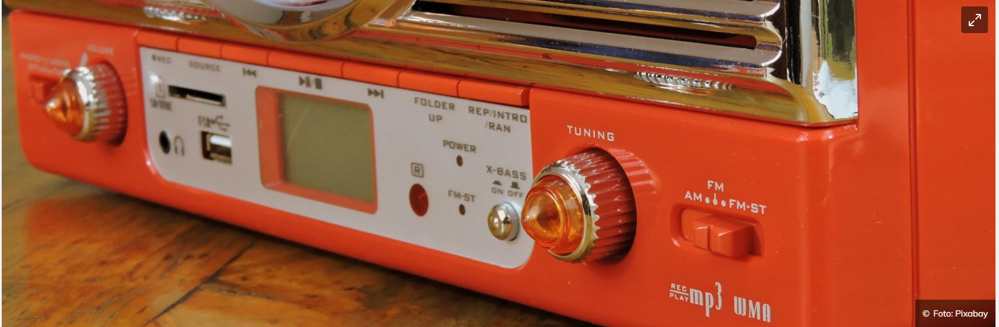 VOLUME
REC
SOURCE
FOLDER
UP
REP/INTRO
/RAN
POWER
R
X-BASS
ON OFF
FM-ST
TUNING
FM
AM FM-ST
REC
PLAY
mp3 WMA
© Foto: Pixabay